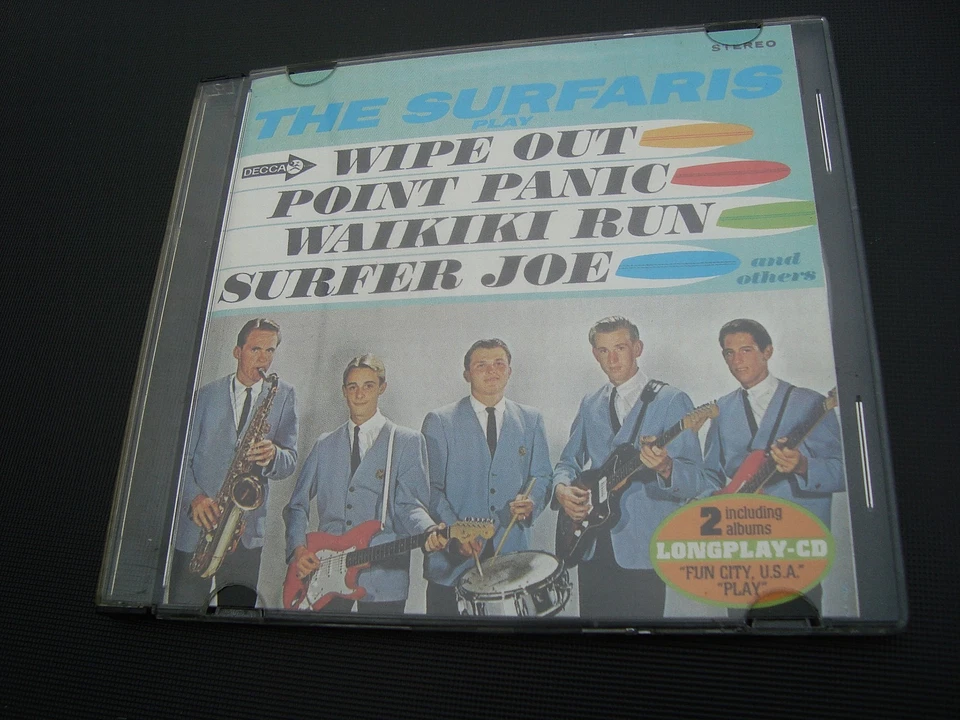 STEREO
THE SURFARIS
PLAY
DECCA
WIPE OUT
POINT PANIC
WAIKIKI RUN
SURFER JOE
and
others
2 including
albums
LONGPLAY-CD
"FUN CITY, U.S.A."
"PLAY"